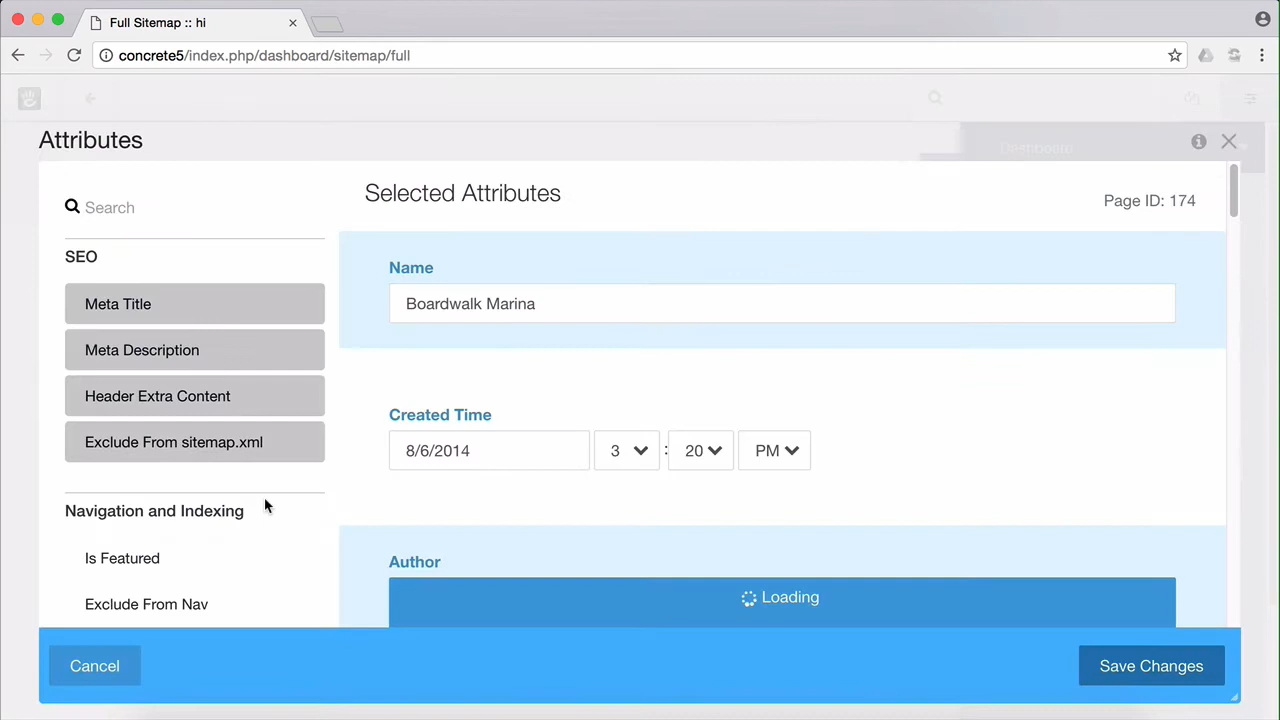 Full Sitemap :: hi
concrete5/index.php/dashboard/sitemap/full
Dashboard
Attributes
Search
SEO
Meta Title
Meta Description
Header Extra Content
Exclude From sitemap.xml
Navigation and Indexing
Is Featured
Exclude From Nav
Selected Attributes
Page ID: 174
Name
Boardwalk Marina
Created Time
8/6/2014 3 : 20 PM
Author
Loading
Cancel
Save Changes